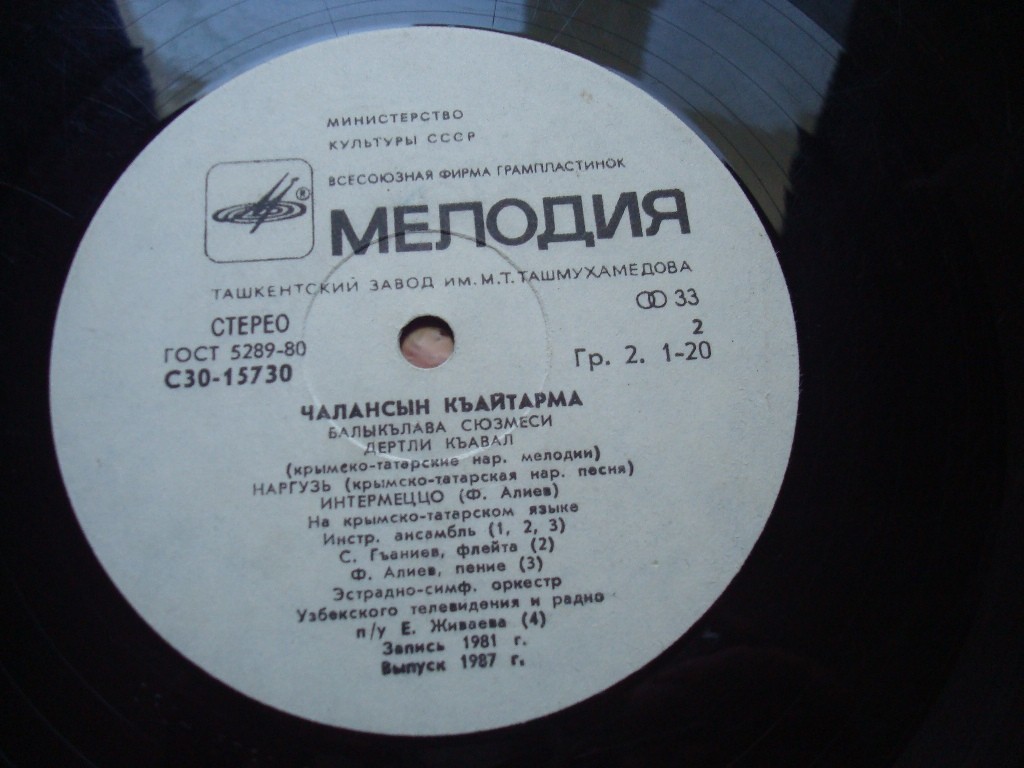 МИНИСТЕРСТВО
КУЛЬТУРЫ СССР
ВСЕСОЮЗНАЯ ФИРМА ГРАМПЛАСТИНОК
®
МЕЛОДИЯ
ТАШКЕНТСКИЙ ЗАВОД ИМ. М.Т. ТАШМУХАМЕДОВА
СТЕРЕО
33
ГОСТ 5289-80
2
С30-15730
Гр. 2. 1-20
ЧАЛАНСЫН КЪАЙТАРМА
БАЛЫКЪЛАВА СЮЗМЕСИ
ДЕРТЛИ КЪАВАЛ
(крымско-татарские нар. мелодии)
НАРГУЗЬ (крымско-татарская нар. песня)
ИНТЕРМЕЦЦО (Ф. Алиев)
На крымско-татарском языке
Инстр. ансамбль (1, 2, 3)
С. Гъаниев, флейта (2)
Ф. Алиев, пение (3)
Эстрадно-симф. оркестр
Узбекского телевидения и радио
п/у Е. Живаева (4)
Запись 1981 г.
Выпуск 1987 г.